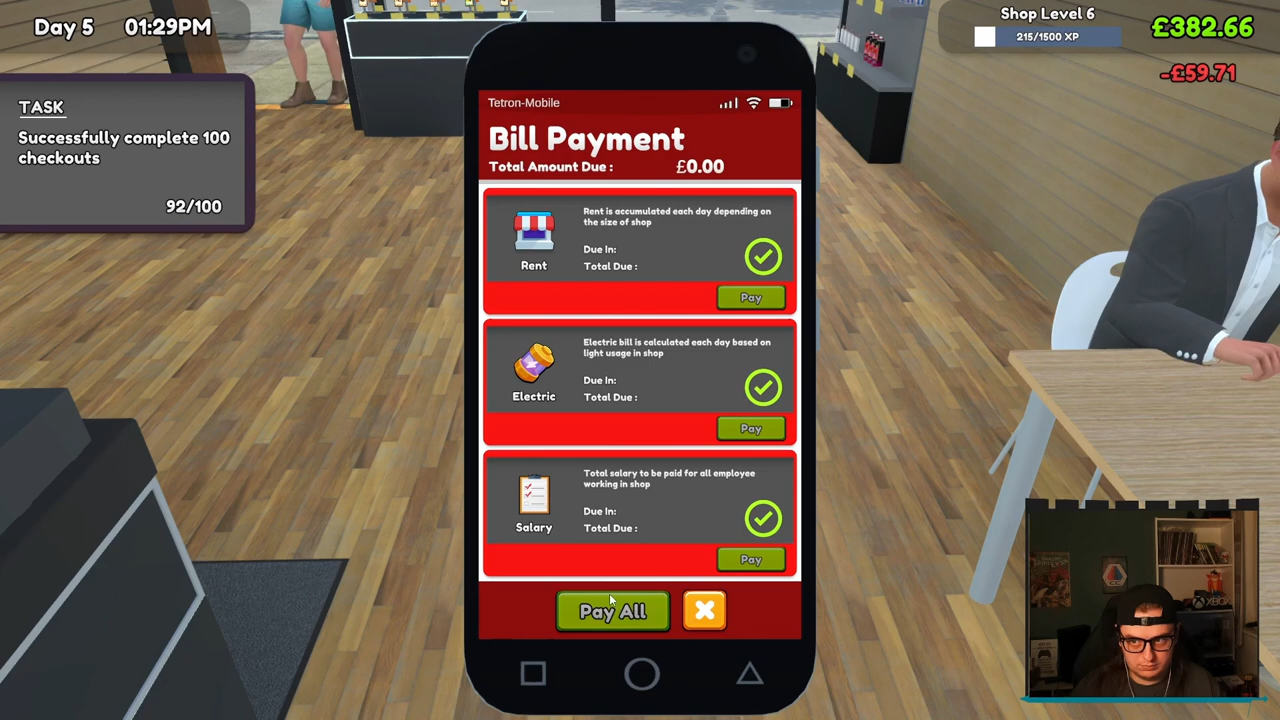 Day 5 01:29PM
TASK
Successfully complete 100
checkouts
92/100
Shop Level 6
215/1500 XP
£382.66
-£59.71
Tetron-Mobile
Bill Payment
Total Amount Due : £0.00
Rent is accumulated each day depending on
the size of shop
Due In:
Total Due :
Rent
Pay
Electric bill is calculated each day based on
light usage in shop
Due In:
Total Due :
Electric
Pay
Total salary to be paid for all employee
working in shop
Due In:
Total Due :
Salary
Pay
Pay All
XBOX